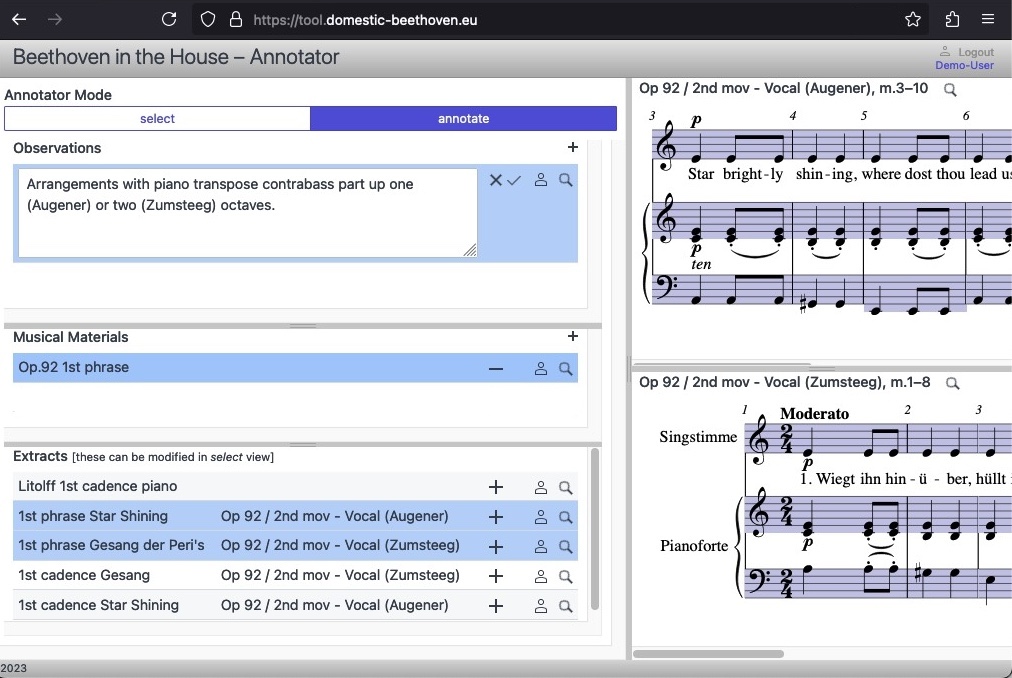 https://tool.domestic-beethoven.eu
Beethoven in the House – Annotator
Logout
Demo-User
Annotator Mode
select
annotate
Observations
Arrangements with piano transpose contrabass part up one
(Augener) or two (Zumsteeg) octaves.
Musical Materials
Op.92 1st phrase
Extracts [these can be modified in select view]
Litolff 1st cadence piano
1st phrase Star Shining Op 92 / 2nd mov - Vocal (Augener)
1st phrase Gesang der Peri's Op 92 / 2nd mov - Vocal (Zumsteeg)
1st cadence Gesang Op 92 / 2nd mov - Vocal (Zumsteeg)
1st cadence Star Shining Op 92 / 2nd mov - Vocal (Augener)
Op 92 / 2nd mov - Vocal (Augener), m.3–10
3 4 5 6
p
Star bright-ly shin-ing, where dost thou lead
p
ten
Op 92 / 2nd mov - Vocal (Zumsteeg), m.1–8
1 2 3
Moderato
Singstimme
2
4
p
1. Wiegt ihn hin - ü - ber, hüllt
2
4
Pianoforte
p
2
4
2023